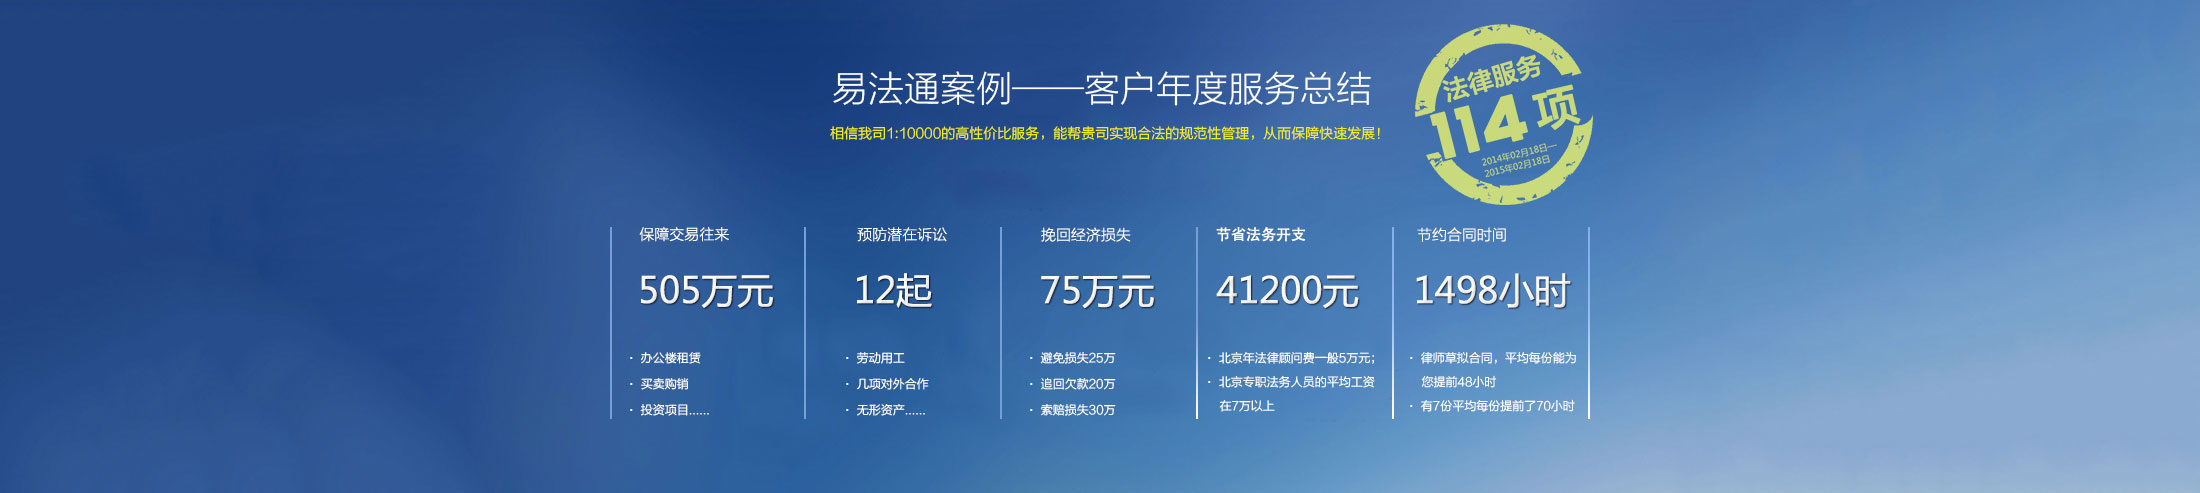 易法通案例——客户年度服务总结
相信我司1:10000的高性价比服务，能帮贵司实现合法的规范性管理，从而保障快速发展！
法律服务
114项
2014年02月18日—
2015年02月18日
保障交易往来
505万元
· 办公楼租赁
· 买卖购销
· 投资项目......
预防潜在诉讼
12起
· 劳动用工
· 几项对外合作
· 无形资产......
挽回经济损失
75万元
· 避免损失25万
· 追回欠款20万
· 索赔损失30万
节省法务开支
41200元
· 北京年法律顾问费一般5万元；
· 北京专职法务人员的平均工资
在7万以上
节约合同时间
1498小时
· 律师草拟合同，平均每份能为
您提前48小时
· 有7份平均每份提前了70小时